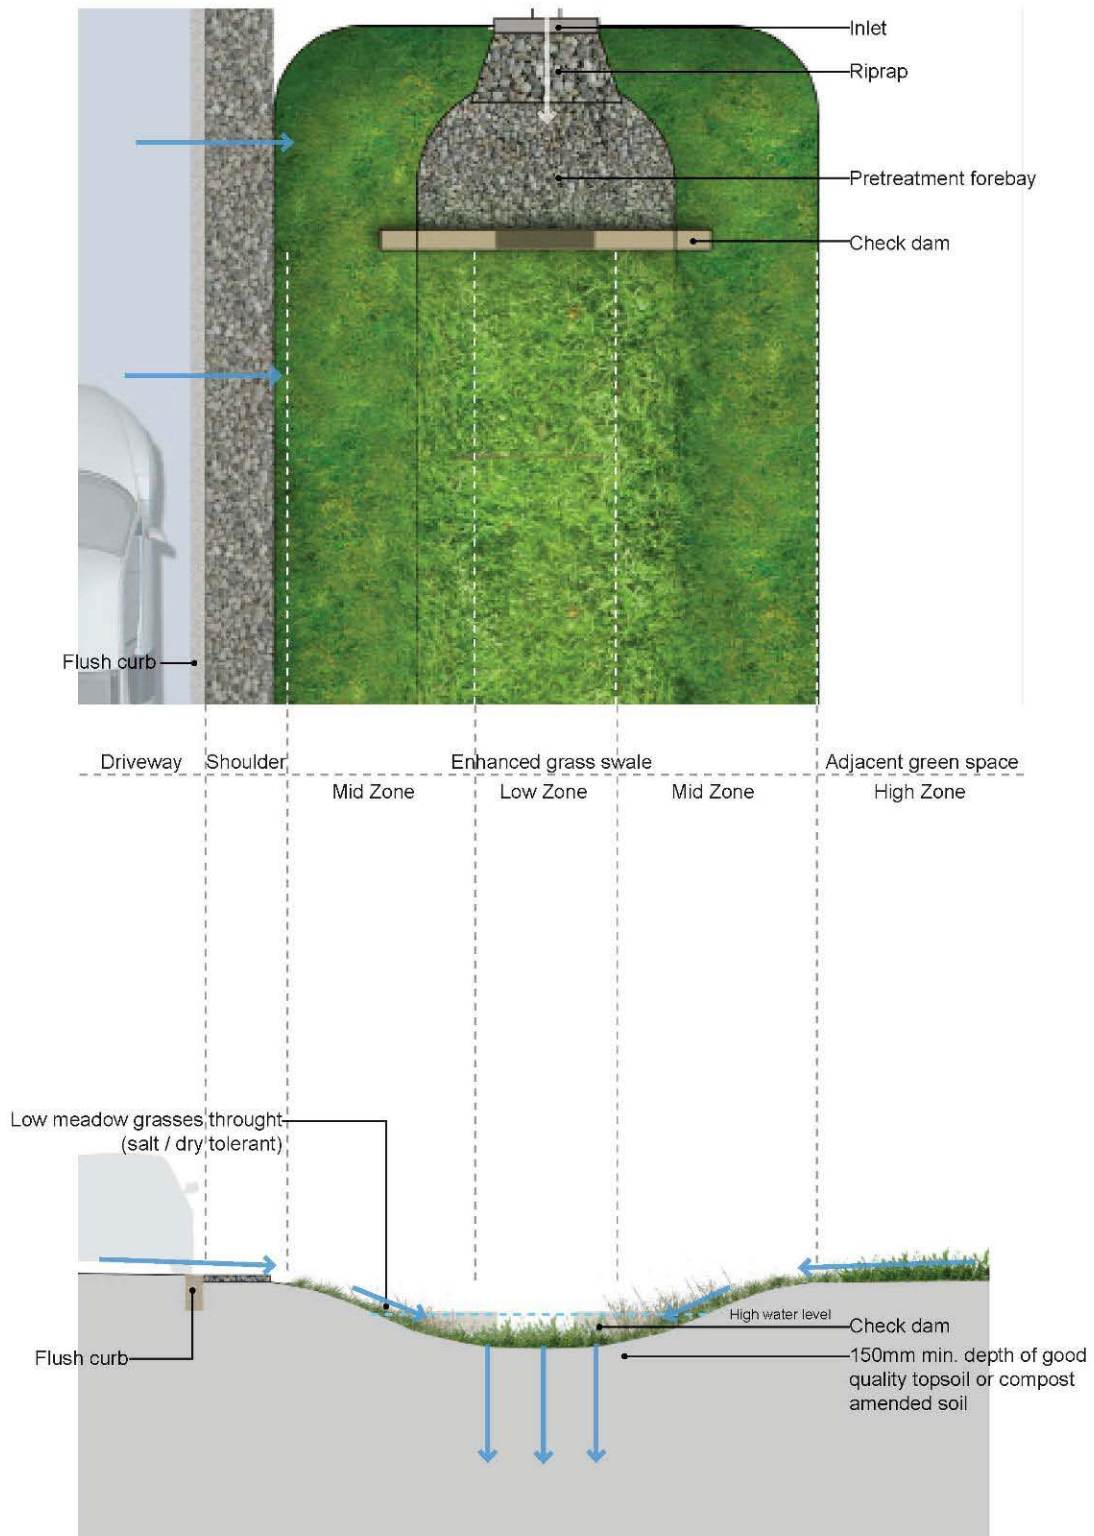 Inlet
Riprap
Pretreatment forebay
Check dam
Flush curb
Driveway
Shoulder
Enhanced grass swale
Adjacent green space
Mid Zone
Low Zone
Mid Zone
High Zone
Low meadow grasses throught
(salt / dry tolerant)
High water level
Check dam
Flush curb
150mm min. depth of good
quality topsoil or compost
amended soil